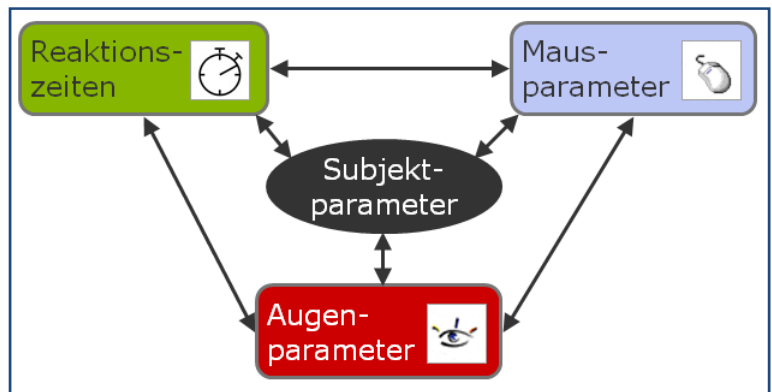 Reaktions-
zeiten
Maus-
parameter
Subjekt-
parameter
Augen-
parameter